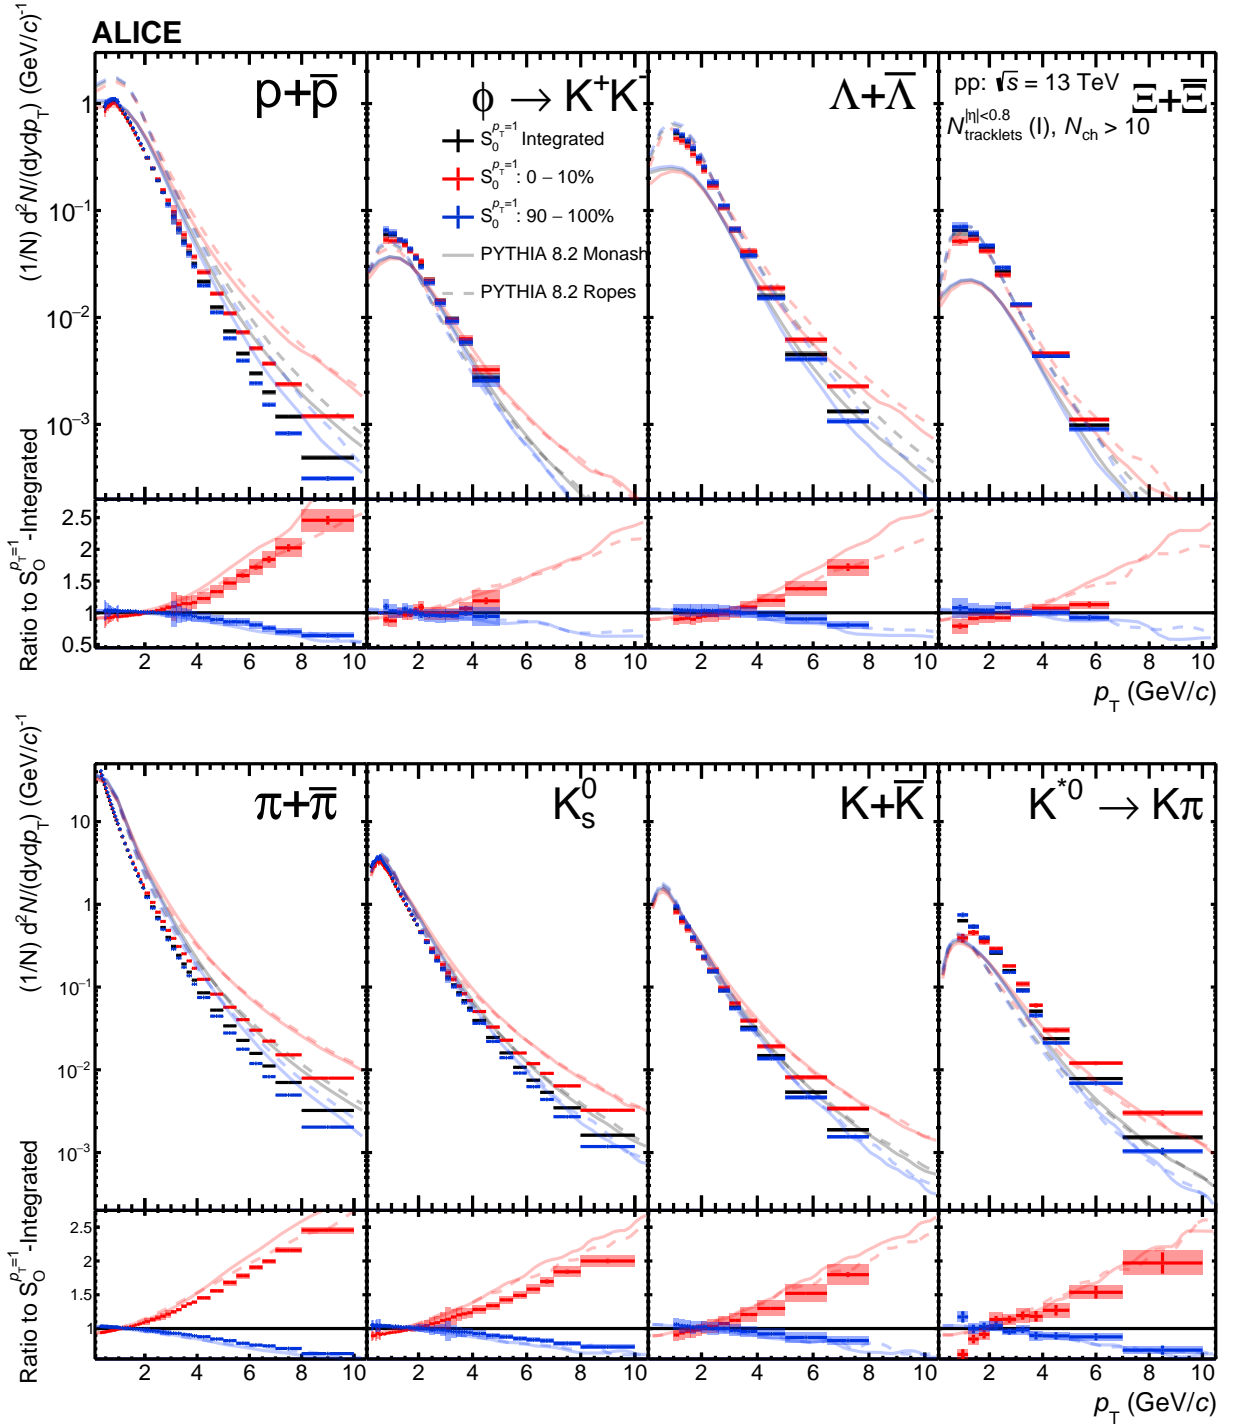 ALICE
(1/N) d²N/(dydp_T) (GeV/c)⁻¹
p+p̅
ϕ → K⁺K⁻
Λ+Λ̅
Ξ+Ξ̅
pp: √s = 13 TeV
N_tracklets^|η|<0.8 (I), N_ch > 10
S_0^{p_T=1} Integrated
S_0^{p_T=1}: 0 – 10%
S_0^{p_T=1}: 90 – 100%
PYTHIA 8.2 Monash
PYTHIA 8.2 Ropes
1
10⁻¹
10⁻²
10⁻³
Ratio to S_O^{p_T=1}-Integrated
2.5
2
1.5
1
0.5
2 4 6 8 10 2 4 6 8 10 2 4 6 8 10 2 4 6 8 10
p_T (GeV/c)
(1/N) d²N/(dydp_T) (GeV/c)⁻¹
π+π̅
K_s^0
K+K̅
K*⁰ → Kπ
10
1
10⁻¹
10⁻²
10⁻³
Ratio to S_O^{p_T=1}-Integrated
2.5
2
1.5
1
2 4 6 8 10 2 4 6 8 10 2 4 6 8 10 2 4 6 8 10
p_T (GeV/c)